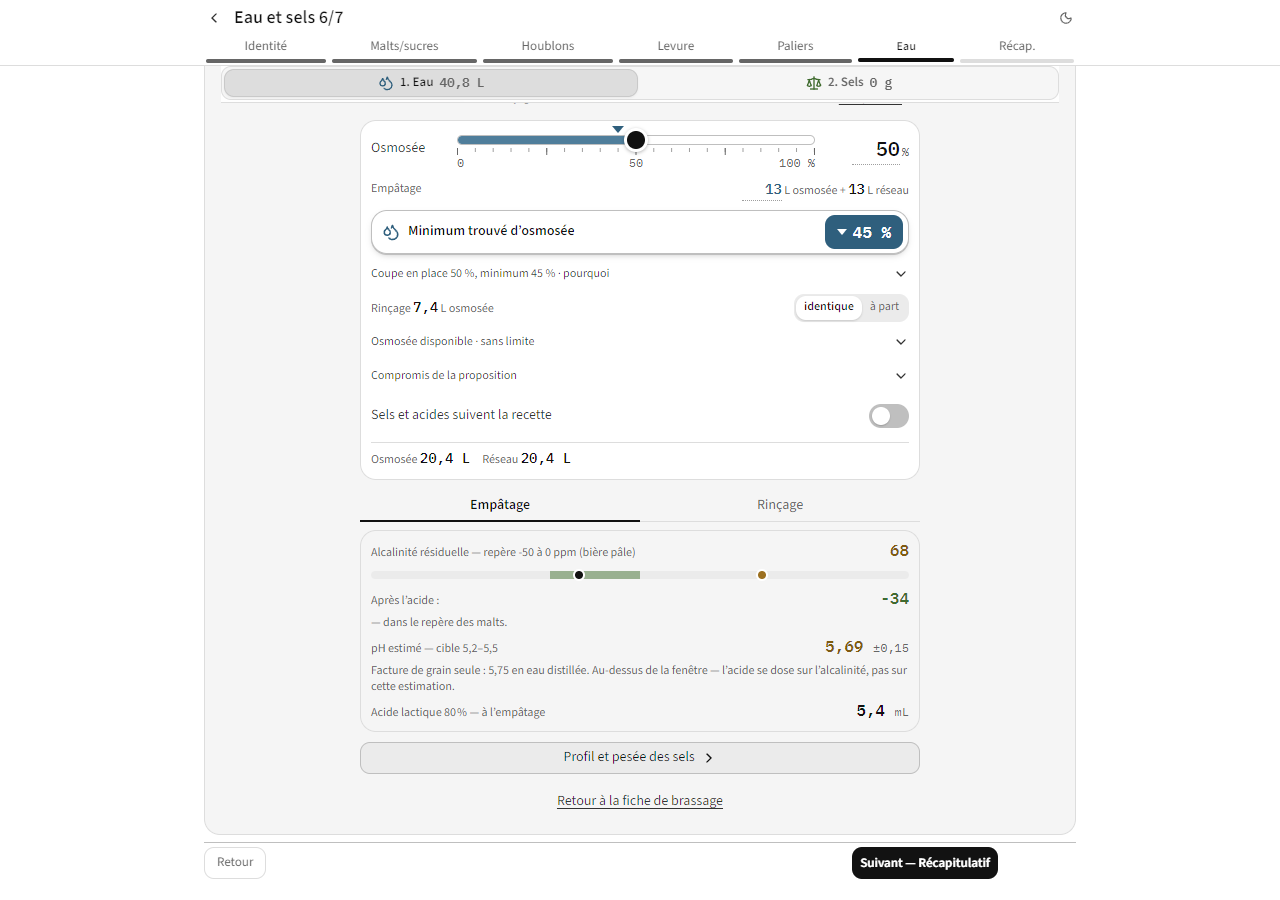 Eau et sels 6/7
Identité
Malts/sucres
Houblons
Levure
Paliers
Eau
Récap.
1. Eau 40,8 L
2. Sels 0 g
Osmosée
0
50
100 %
50 %
Empâtage
13 L osmosée + 13 L réseau
Minimum trouvé d’osmosée
45 %
Coupe en place 50 %, minimum 45 % · pourquoi
Rinçage 7,4 L osmosée
identique
à part
Osmosée disponible · sans limite
Compromis de la proposition
Sels et acides suivent la recette
Osmosée 20,4 L Réseau 20,4 L
Empâtage
Rinçage
Alcalinité résiduelle — repère -50 à 0 ppm (bière pâle)
68
Après l’acide :
-34
— dans le repère des malts.
pH estimé — cible 5,2–5,5
5,69 ±0,15
Facture de grain seule : 5,75 en eau distillée. Au-dessus de la fenêtre — l’acide se dose sur l’alcalinité, pas sur
cette estimation.
Acide lactique 80 % — à l’empâtage
5,4 mL
Profil et pesée des sels
Retour à la fiche de brassage
Retour
Suivant — Récapitulatif